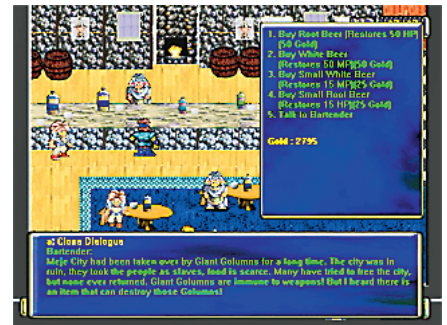 1. Buy Root Beer [Restores 50 HP]
[50 Gold]
2. Buy White Beer
[Restores 50 MP][50 Gold]
3. Buy Small White Beer
[Restores 15 MP][25 Gold]
4. Buy Small Root Beer
[Restores 15 HP][25 Gold]
5. Talk to Bartender
Gold : 2795
a: Close Dialogue
Bartender:
Meje City had been taken over by Giant Golumns for a long time. The city was in
ruin, they took the people as slaves, food is scarce. Many have tried to free the city,
but none ever returned. Giant Golumns are immune to weapons! But I heard there is
an item that can destroy those Golumns!